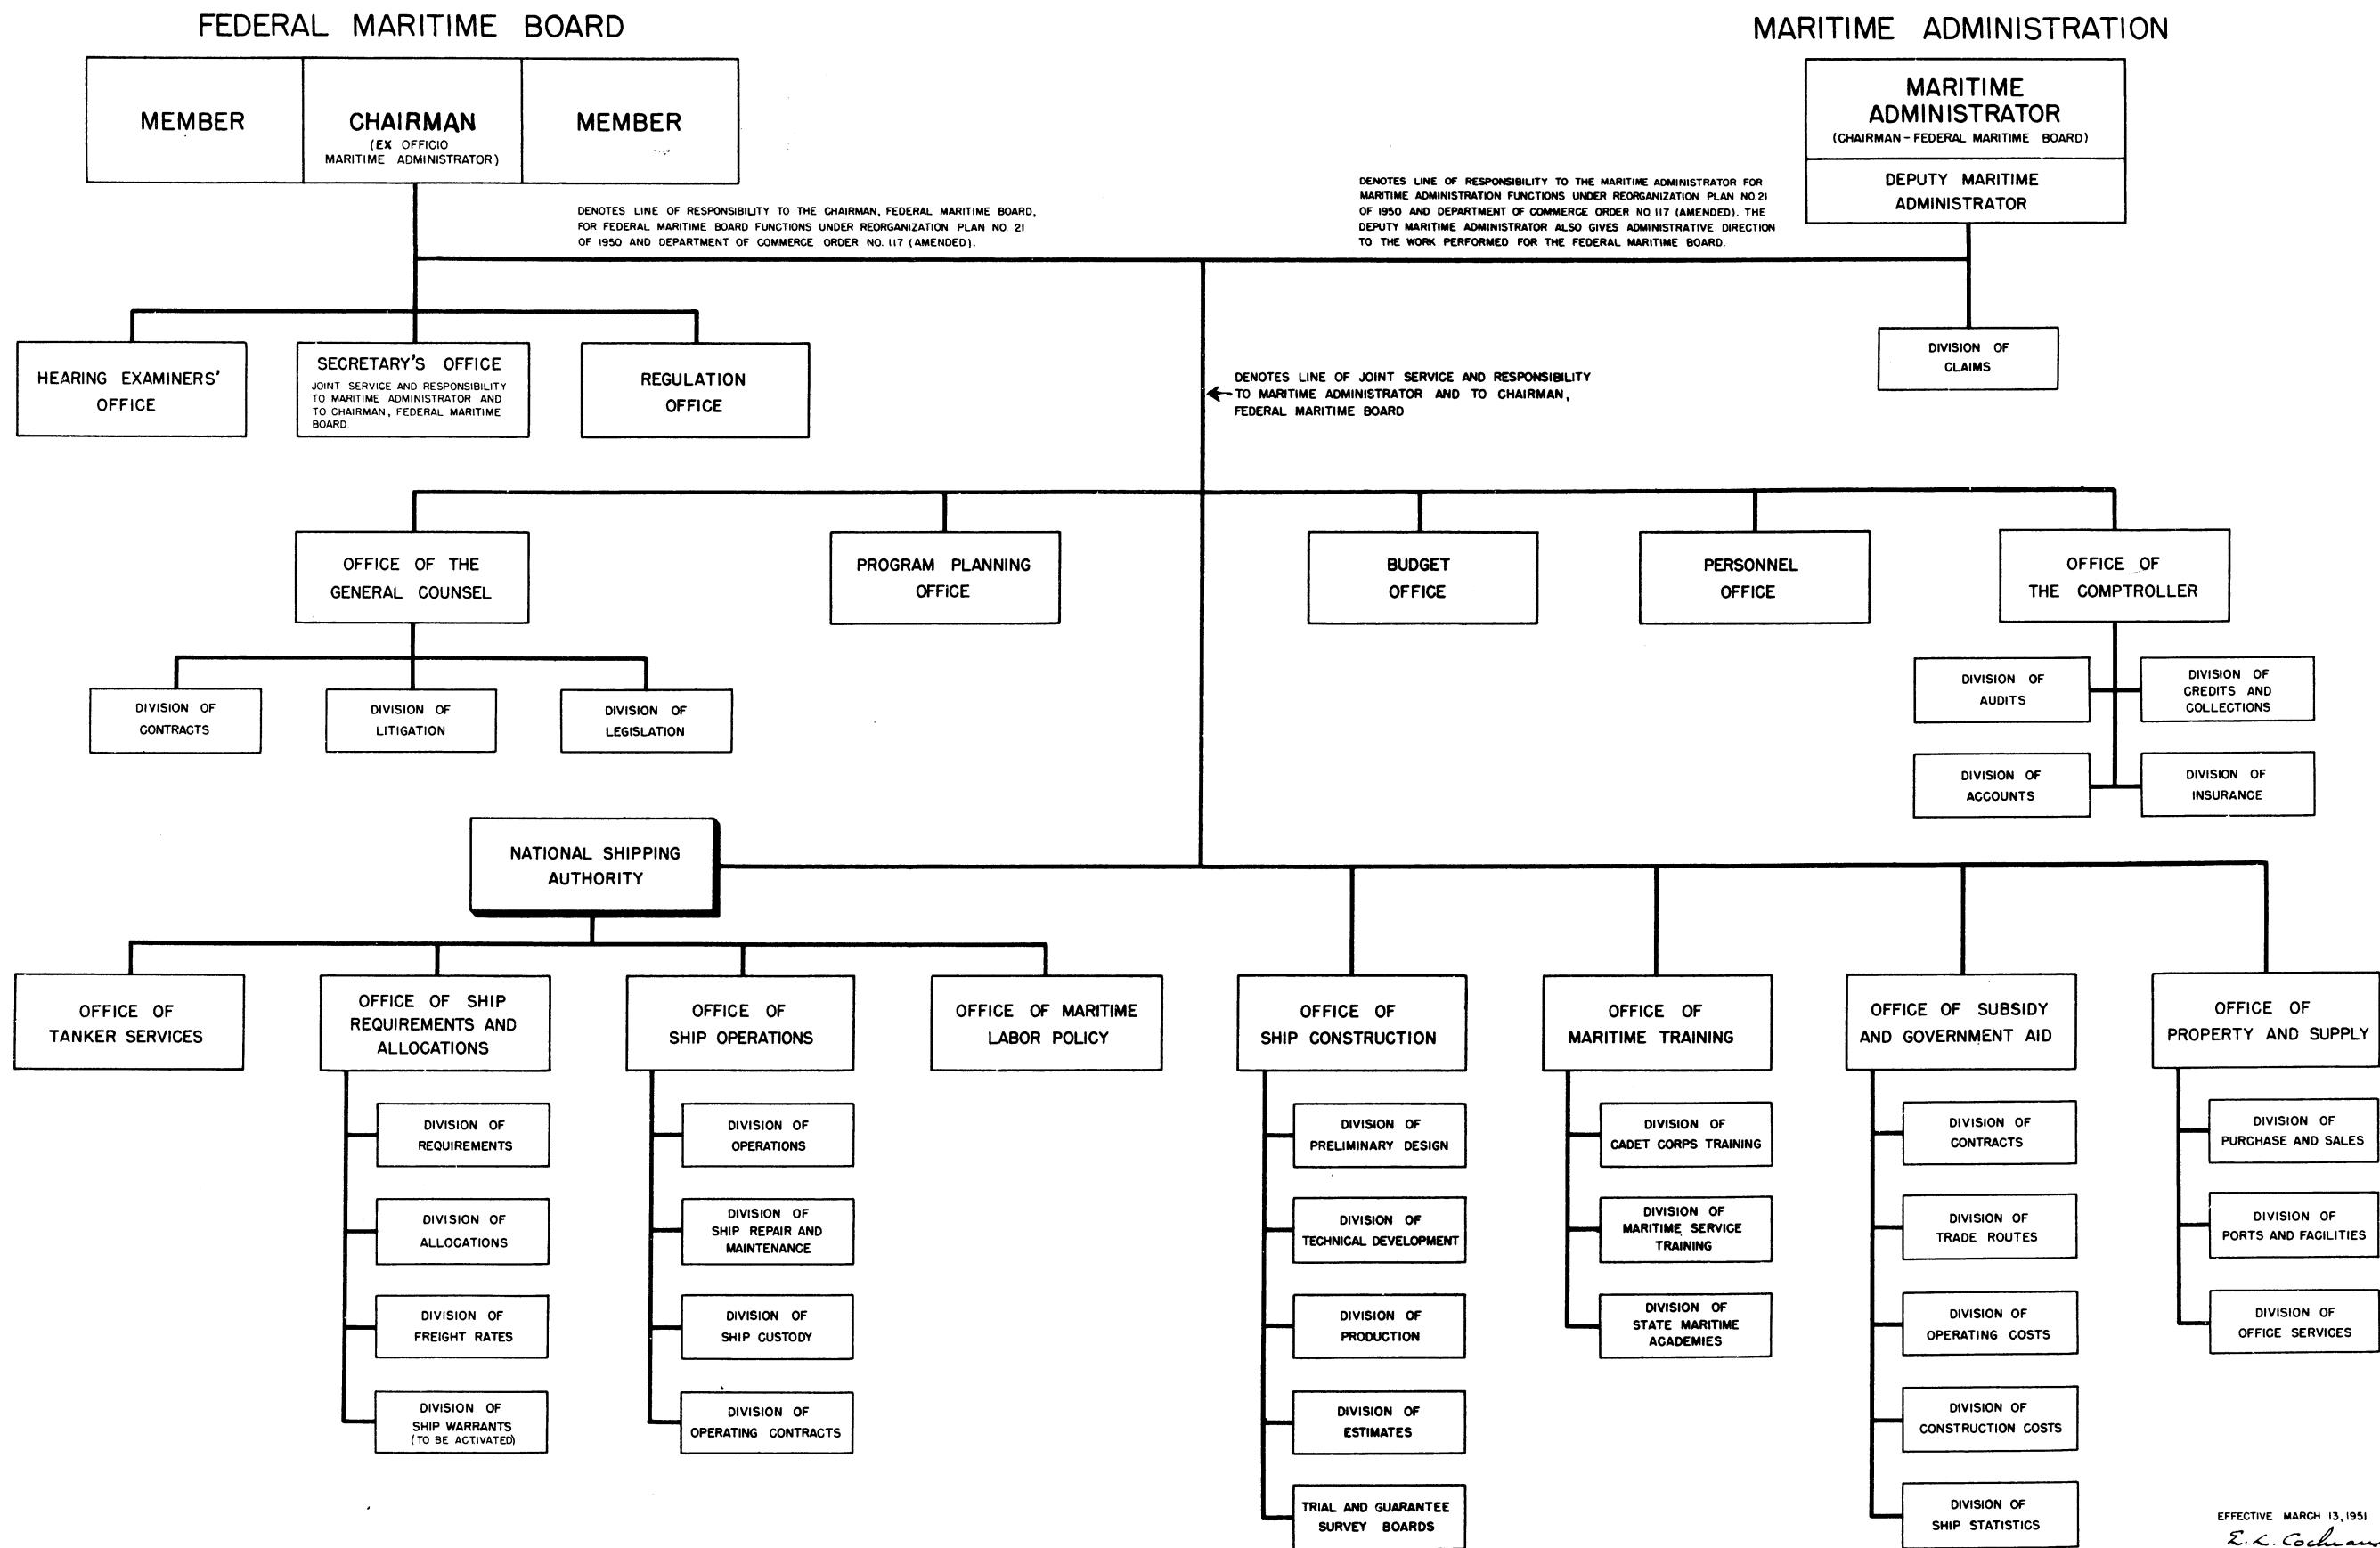 FEDERAL MARITIME BOARD
MARITIME ADMINISTRATION
MEMBER
CHAIRMAN
(EX OFFICIO
MARITIME ADMINISTRATOR)
MEMBER
MARITIME
ADMINISTRATOR
(CHAIRMAN - FEDERAL MARITIME BOARD)
DEPUTY MARITIME
ADMINISTRATOR
DENOTES LINE OF RESPONSIBILITY TO THE CHAIRMAN, FEDERAL MARITIME BOARD,
FOR FEDERAL MARITIME BOARD FUNCTIONS UNDER REORGANIZATION PLAN NO. 21
OF 1950 AND DEPARTMENT OF COMMERCE ORDER NO. 117 (AMENDED).
DENOTES LINE OF RESPONSIBILITY TO THE MARITIME ADMINISTRATOR FOR
MARITIME ADMINISTRATION FUNCTIONS UNDER REORGANIZATION PLAN NO. 21
OF 1950 AND DEPARTMENT OF COMMERCE ORDER NO. 117 (AMENDED). THE
DEPUTY MARITIME ADMINISTRATOR ALSO GIVES ADMINISTRATIVE DIRECTION
TO THE WORK PERFORMED FOR THE FEDERAL MARITIME BOARD.
HEARING EXAMINERS'
OFFICE
SECRETARY'S OFFICE
JOINT SERVICE AND RESPONSIBILITY
TO MARITIME ADMINISTRATOR AND
TO CHAIRMAN, FEDERAL MARITIME
BOARD
REGULATION
OFFICE
DENOTES LINE OF JOINT SERVICE AND RESPONSIBILITY
TO MARITIME ADMINISTRATOR AND TO CHAIRMAN,
FEDERAL MARITIME BOARD
DIVISION OF
CLAIMS
OFFICE OF THE
GENERAL COUNSEL
PROGRAM PLANNING
OFFICE
BUDGET
OFFICE
PERSONNEL
OFFICE
OFFICE OF
THE COMPTROLLER
DIVISION OF
CONTRACTS
DIVISION OF
LITIGATION
DIVISION OF
LEGISLATION
DIVISION OF
AUDITS
DIVISION OF
CREDITS AND
COLLECTIONS
DIVISION OF
ACCOUNTS
DIVISION OF
INSURANCE
NATIONAL SHIPPING
AUTHORITY
OFFICE OF
TANKER SERVICES
OFFICE OF SHIP
REQUIREMENTS AND
ALLOCATIONS
OFFICE OF
SHIP OPERATIONS
OFFICE OF MARITIME
LABOR POLICY
OFFICE OF
SHIP CONSTRUCTION
OFFICE OF
MARITIME TRAINING
OFFICE OF SUBSIDY
AND GOVERNMENT AID
OFFICE OF
PROPERTY AND SUPPLY
DIVISION OF
REQUIREMENTS
DIVISION OF
ALLOCATIONS
DIVISION OF
FREIGHT RATES
DIVISION OF
SHIP WARRANTS
(TO BE ACTIVATED)
DIVISION OF
OPERATIONS
DIVISION OF
SHIP REPAIR AND
MAINTENANCE
DIVISION OF
SHIP CUSTODY
DIVISION OF
OPERATING CONTRACTS
DIVISION OF
PRELIMINARY DESIGN
DIVISION OF
TECHNICAL DEVELOPMENT
DIVISION OF
PRODUCTION
DIVISION OF
ESTIMATES
TRIAL AND GUARANTEE
SURVEY BOARDS
DIVISION OF
CADET CORPS TRAINING
DIVISION OF
MARITIME SERVICE
TRAINING
DIVISION OF
STATE MARITIME
ACADEMIES
DIVISION OF
CONTRACTS
DIVISION OF
TRADE ROUTES
DIVISION OF
OPERATING COSTS
DIVISION OF
CONSTRUCTION COSTS
DIVISION OF
SHIP STATISTICS
DIVISION OF
PURCHASE AND SALES
DIVISION OF
PORTS AND FACILITIES
DIVISION OF
OFFICE SERVICES
EFFECTIVE MARCH 13, 1951
E. L. Cochrane